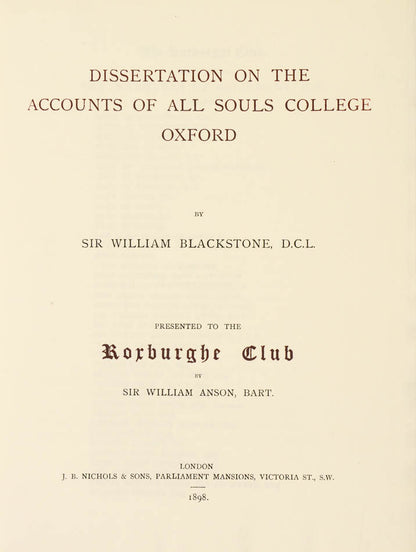 DISSERTATION ON THE
ACCOUNTS OF ALL SOULS COLLEGE
OXFORD
BY
SIR WILLIAM BLACKSTONE, D.C.L.
PRESENTED TO THE
Roxburghe Club
BY
SIR WILLIAM ANSON, BART.
LONDON
J. B. NICHOLS & SONS, PARLIAMENT MANSIONS, VICTORIA ST., S.W.
1898.